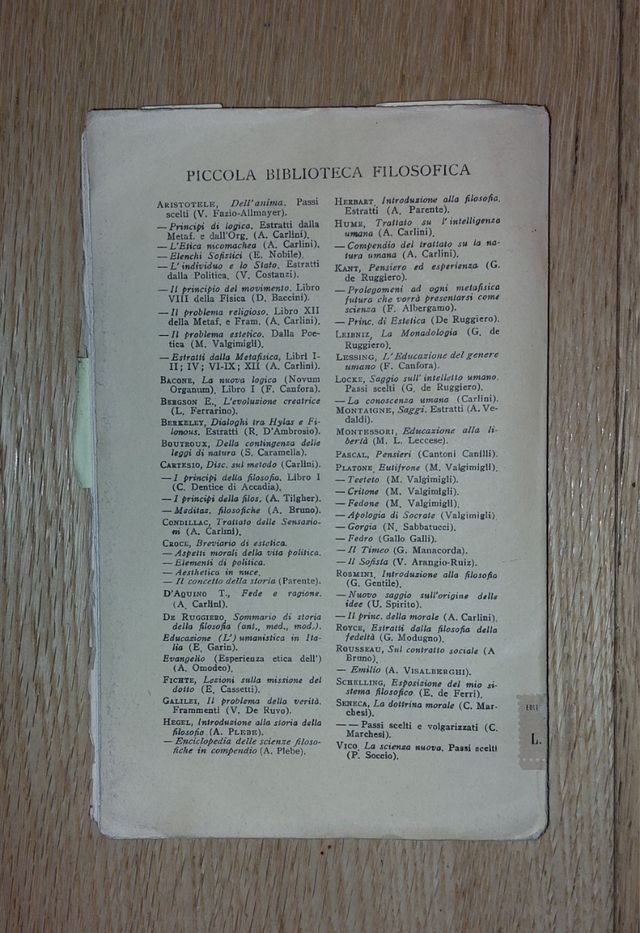 PICCOLA BIBLIOTECA FILOSOFICA
ARISTOTELE, Dell'anima. Passi
scelti (V. Fazio-Allmayer).
— Principi di logica. Estratti dalla
Metaf. e dall'Org. (A. Carlini).
— L'Etica nicomachea (A. Carlini).
— Elenchi Sofistici (E. Nobile).
— L'individuo e lo Stato. Estratti
dalla Politica. (V. Costanzi).
— Il principio del movimento. Libro
VIII della Fisica (D. Baccini).
— Il problema religioso. Libro XII
della Metaf. e Fram. (A. Carlini).
— Il problema estetico. Dalla Poe-
tica (M. Valgimigli).
— Estratti dalla Metafisica, Libri I-
II; IV; VI-IX; XII (A. Carlini).
BACONE, La nuova logica (Novum
Organum) Libro I (F. Canfora).
BERGSON E., L'evoluzione creatrice
(L. Ferrarino).
BERKELEY, Dialoghi tra Hylas e Fi-
lonous. Estratti (R. D'Ambrosio).
BOUTROUX, Della contingenza delle
leggi di natura (S. Caramella).
CARTESIO, Disc. sul metodo (Carlini).
— I principi della filosofia. Libro I
(C. Dentice di Accadia).
— I principi della filos. (A. Tilgher).
— Meditaz. filosofiche (A. Bruno).
CONDILLAC, Trattato delle Sensazio-
ni (A. Carlini).
CROCE, Breviario di estetica.
— Aspetti morali della vita politica.
— Elementi di politica.
— Aesthetica in nuce.
— Il concetto della storia (Parente).
D'AQUINO T., Fede e ragione.
(A. Carlini).
DE RUGGIERO, Sommario di storia
della filosofia (ant., med., mod.).
Educazione (L') umanistica in Ita-
lia (E. Garin).
Evangelio (Esperienza etica dell')
(A. Omodeo).
FICHTE, Lezioni sulla missione del
dotto (E. Cassetti).
GALILEI, Il problema della verità.
Frammenti (V. De Ruvo).
HEGEL, Introduzione alla storia della
filosofia (A. PLEBE).
— Enciclopedia delle scienze filoso-
fiche in compendio (A. Plebe).
HERBART, Introduzione alla filosofia.
Estratti (A. Parente).
HUME, Trattato su l'intelligenza
umana (A. Carlini).
— Compendio del trattato su la na-
tura umana (A. Carlini).
KANT, Pensiero ed esperienza (G.
de Ruggiero).
— Prolegomeni ad ogni metafisica
futura che vorrà presentarsi come
scienza (F. Albergamo).
— Princ. di Estetica (De Ruggiero).
LEIBNIZ, La Monadologia (G. de
Ruggiero).
LESSING, L'Educazione del genere
umano (F. Canfora).
LOCKE, Saggio sull'intelletto umano.
Passi scelti (G. de Ruggiero).
— La conoscenza umana (Carlini).
MONTAIGNE, Saggi. Estratti (A. Ve-
daldi).
MONTESSORI, Educazione alla li-
bertà (M. L. Leccese).
PASCAL, Pensieri (Cantoni Canilli).
PLATONE, Eutifrone (M. Valgimigli).
— Teeteto (M. Valgimigli).
— Critone (M. Valgimigli).
— Fedone (M. Valgimigli).
— Apologia di Socrate (Valgimigli)
— Gorgia (N. Sabbatucci).
— Fedro (Gallo Galli).
— Il Timeo (G. Manacorda).
— Il Sofista (V. Arangio-Ruiz).
ROSMINI, Introduzione alla filosofia
(G. Gentile).
— Nuovo saggio sull'origine delle
idee (U. Spirito).
— Il princ. della morale (A. Carlini).
ROYCE, Estratti dalla filosofia della
fedeltà (G. Modugno).
ROUSSEAU, Sul contratto sociale (A
Bruno).
— Emilio (A. VISALBERGHI).
SCHELLING, Esposizione del mio si-
stema filosofico (E. de Ferri).
SENECA, La dottrina morale (C. Mar-
chesi).
— — Passi scelti e volgarizzati (C.
Marchesi).
VICO, La scienza nuova. Passi scelti
(P. Soccio).
EDIT
L.